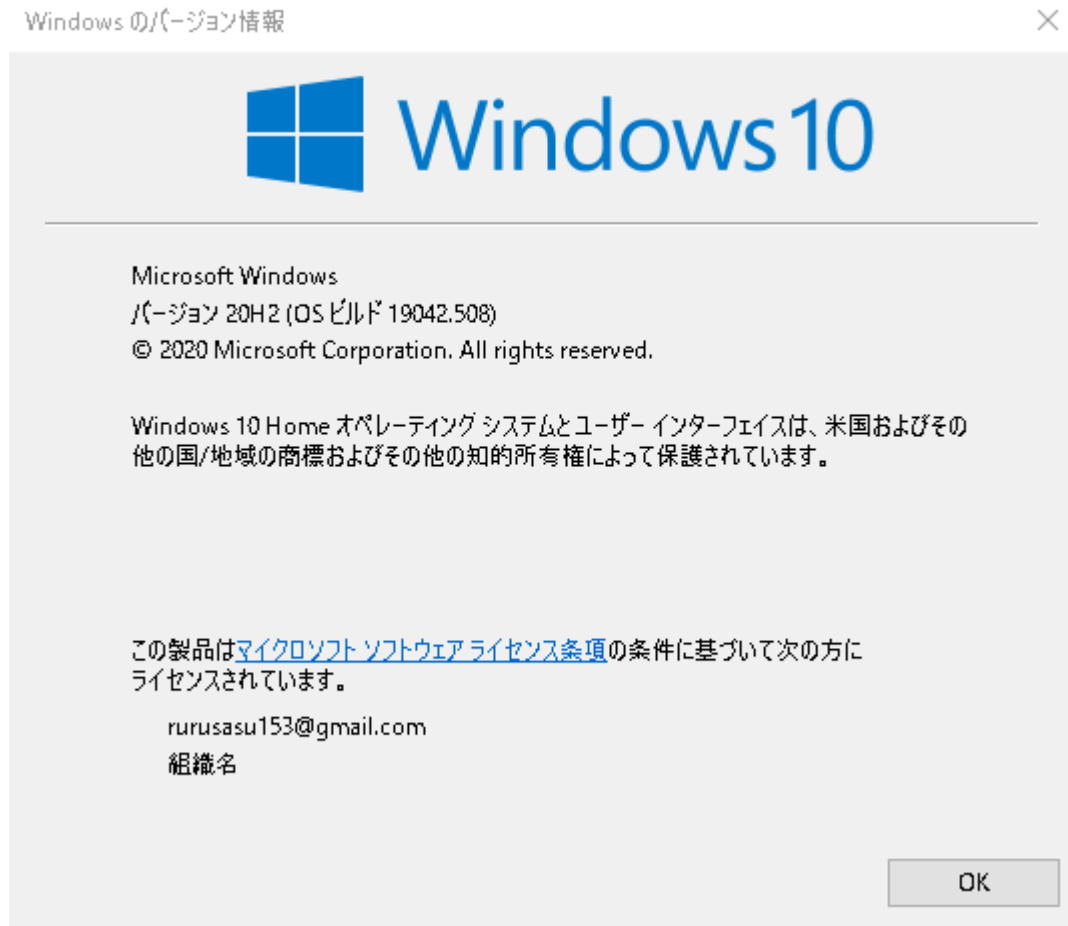 Windows のバージョン情報
Windows 10
Microsoft Windows
バージョン 20H2 (OS ビルド 19042.508)
© 2020 Microsoft Corporation. All rights reserved.
Windows 10 Home オペレーティング システムとユーザー インターフェイスは、米国およびその
他の国/地域の商標およびその他の知的所有権によって保護されています。
この製品はマイクロソフト ソフトウェア ライセンス条項の条件に基づいて次の方に
ライセンスされています。
rurusasu153@gmail.com
組織名
OK